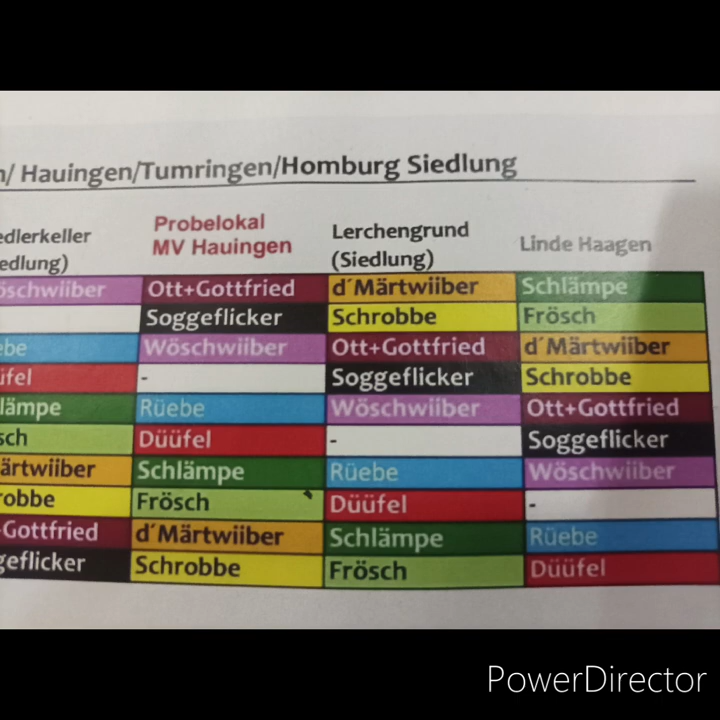 / Hauingen/Tumringen/Homburg Siedlung
edlerkeller Probelokal MV Hauingen Lerchengrund (Siedlung) Linde Haagen
edlung)
öschwiiber Ott+Gottfried d´Märtwiiber Schlämpe
Soggeflicker Schrobbe Frösch
ebe Wöschwiiber Ott+Gottfried d´Märtwiiber
üfel - Soggeflicker Schrobbe
lämpe Rüebe Wöschwiiber Ott+Gottfried
sch Düüfel - Soggeflicker
ärtwiiber Schlämpe Rüebe Wöschwiiber
robbe Frösch Düüfel -
Gottfried d´Märtwiiber Schlämpe Rüebe
geflicker Schrobbe Frösch Düüfel
PowerDirector